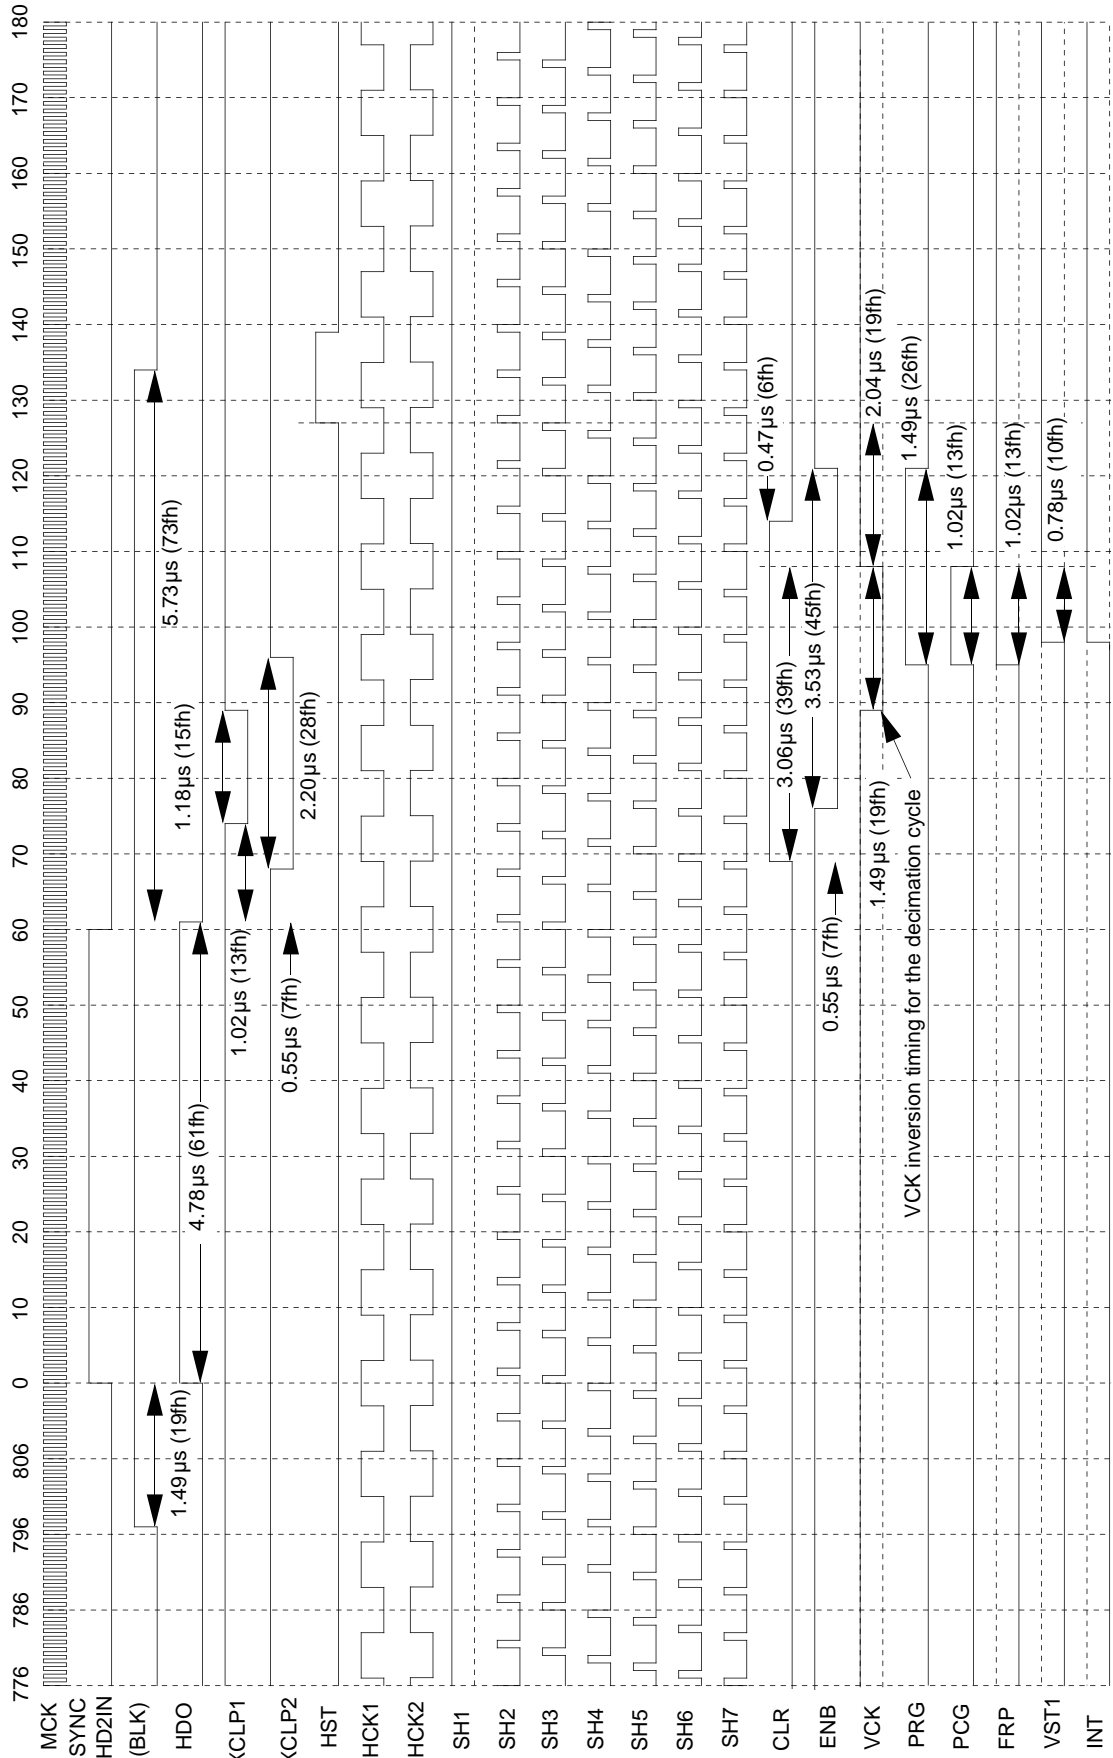 776 786 796 806 0 10 20 30 40 50 60 70 80 90 100 110 120 130 140 150 160 170 180
MCK
SYNC
HD2IN
(BLK)
1.49µs (19fh)
5.73µs (73fh)
HDO
4.78µs (61fh)
XCLP1
1.02µs (13fh)
1.18µs (15fh)
XCLP2
0.55µs (7fh)
2.20µs (28fh)
HST
HCK1
HCK2
SH1
SH2
SH3
SH4
SH5
SH6
SH7
CLR
3.06µs (39fh)
0.47µs (6fh)
ENB
0.55µs (7fh)
3.53µs (45fh)
VCK
1.49µs (19fh)
2.04µs (19fh)
VCK inversion timing for the decimation cycle
PRG
1.49µs (26fh)
PCG
1.02µs (13fh)
FRP
1.02µs (13fh)
VST1
0.78µs (10fh)
INT